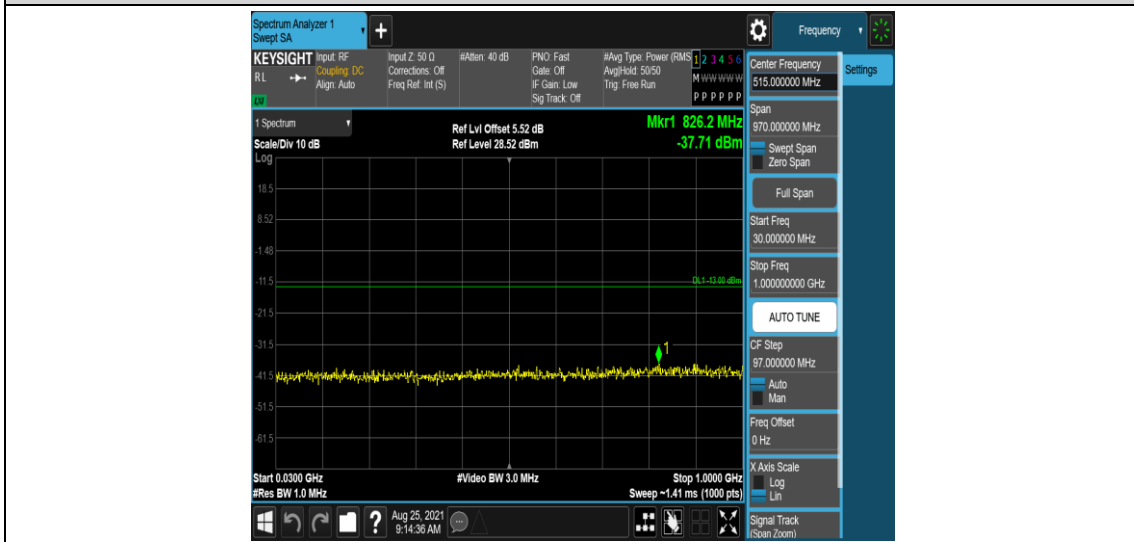 Spectrum Analyzer 1
Swept SA
+
Frequency
KEYSIGHT
RL
LXI
Input: RF
Coupling: DC
Align: Auto
Input Z: 50 Ω
Corrections: Off
Freq Ref: Int (S)
#Atten: 40 dB
PNO: Fast
Gate: Off
IF Gain: Low
Sig Track: Off
#Avg Type: Power (RMS
Avg|Hold: 50/50
Trig: Free Run
1 2 3 4 5 6
M W W W W W
P P P P P P
1 Spectrum
Scale/Div 10 dB
Log
Ref Lvl Offset 5.52 dB
Ref Level 28.52 dBm
Mkr1 826.2 MHz
-37.71 dBm
18.5
8.52
-1.48
-11.5
DL1 -13.00 dBm
-21.5
-31.5
1
-41.5
-51.5
-61.5
Start 0.0300 GHz
#Res BW 1.0 MHz
#Video BW 3.0 MHz
Stop 1.0000 GHz
Sweep ~1.41 ms (1000 pts)
Center Frequency
515.000000 MHz
Settings
Span
970.000000 MHz
Swept Span
Zero Span
Full Span
Start Freq
30.000000 MHz
Stop Freq
1.000000000 GHz
AUTO TUNE
CF Step
97.000000 MHz
Auto
Man
Freq Offset
0 Hz
X Axis Scale
Log
Lin
Signal Track
(Span Zoom)
?
Aug 25, 2021
9:14:36 AM